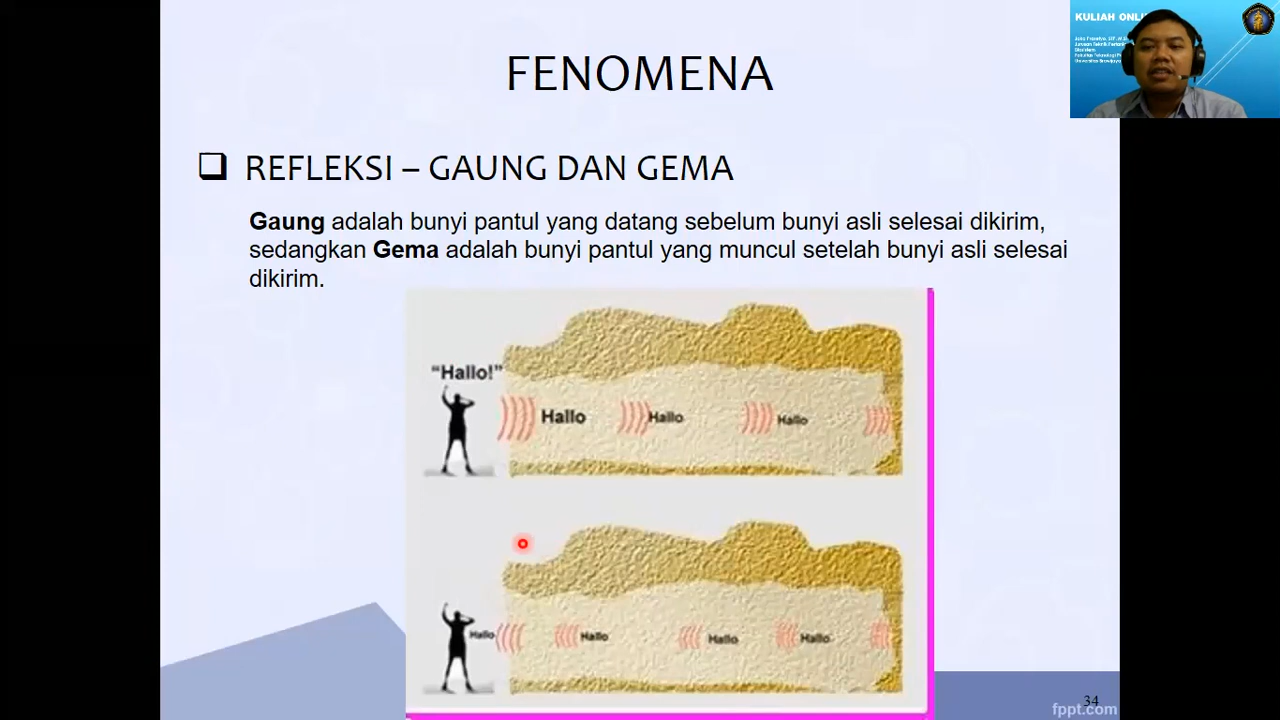 FENOMENA
KULIAH ONLI
REFLEKSI – GAUNG DAN GEMA
Gaung adalah bunyi pantul yang datang sebelum bunyi asli selesai dikirim,
sedangkan Gema adalah bunyi pantul yang muncul setelah bunyi asli selesai
dikirim.
“Hallo!”
Hallo
Hallo
Hallo
Hallo
Hallo
Hallo
Hallo
34
fppt.com